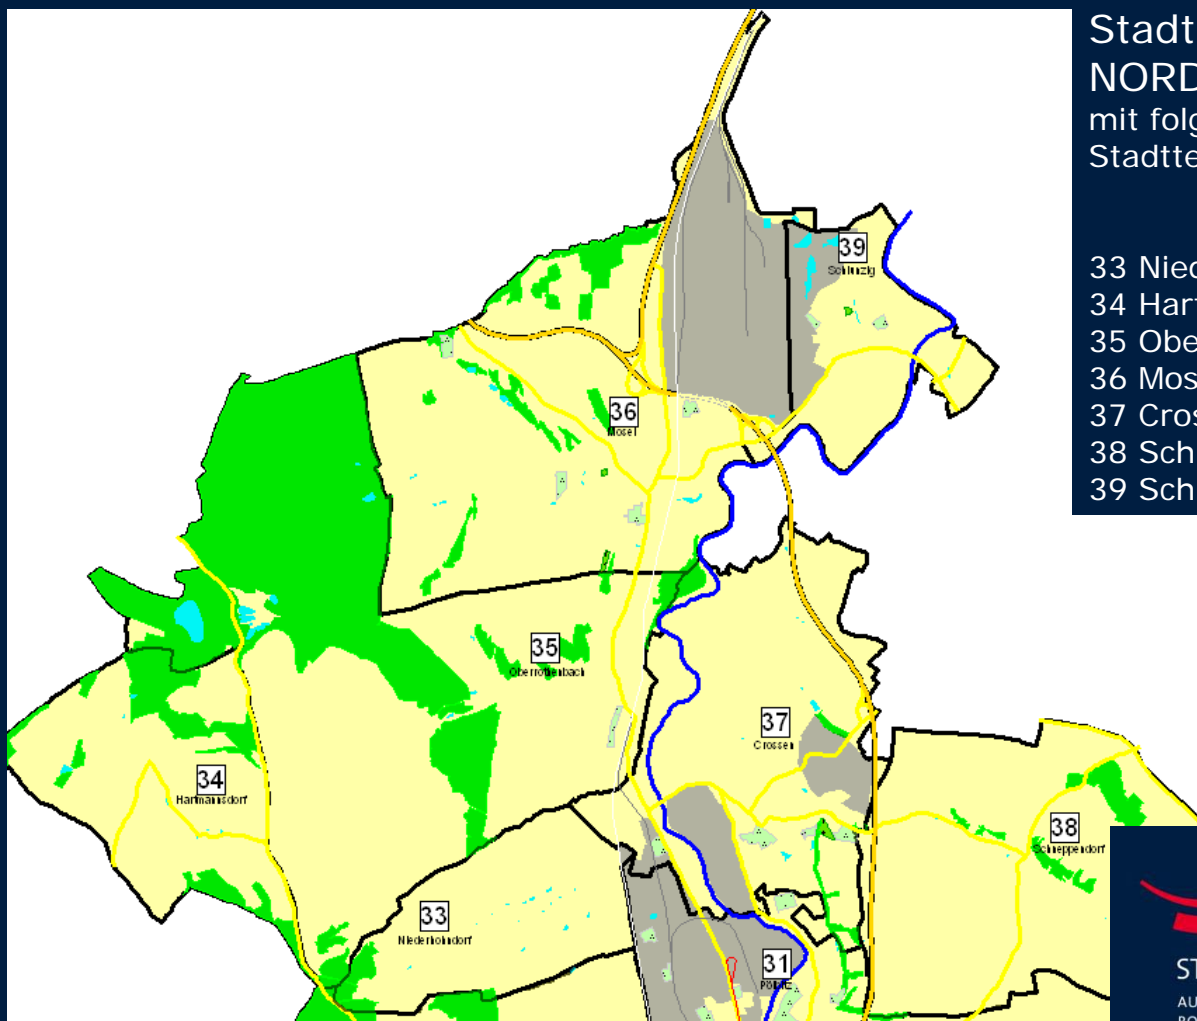 Stadt
NORD
mit folg
Stadtte
33 Nied
34 Hart
35 Obe
36 Mos
37 Cros
38 Sch
39 Sch
39
Schlunzig
36
Mosel
35
Oberrothenbach
37
Crossen
34
Hartmannsdorf
38
Schneppendorf
33
Niederhohndorf
31
Pölbitz
ST
AU